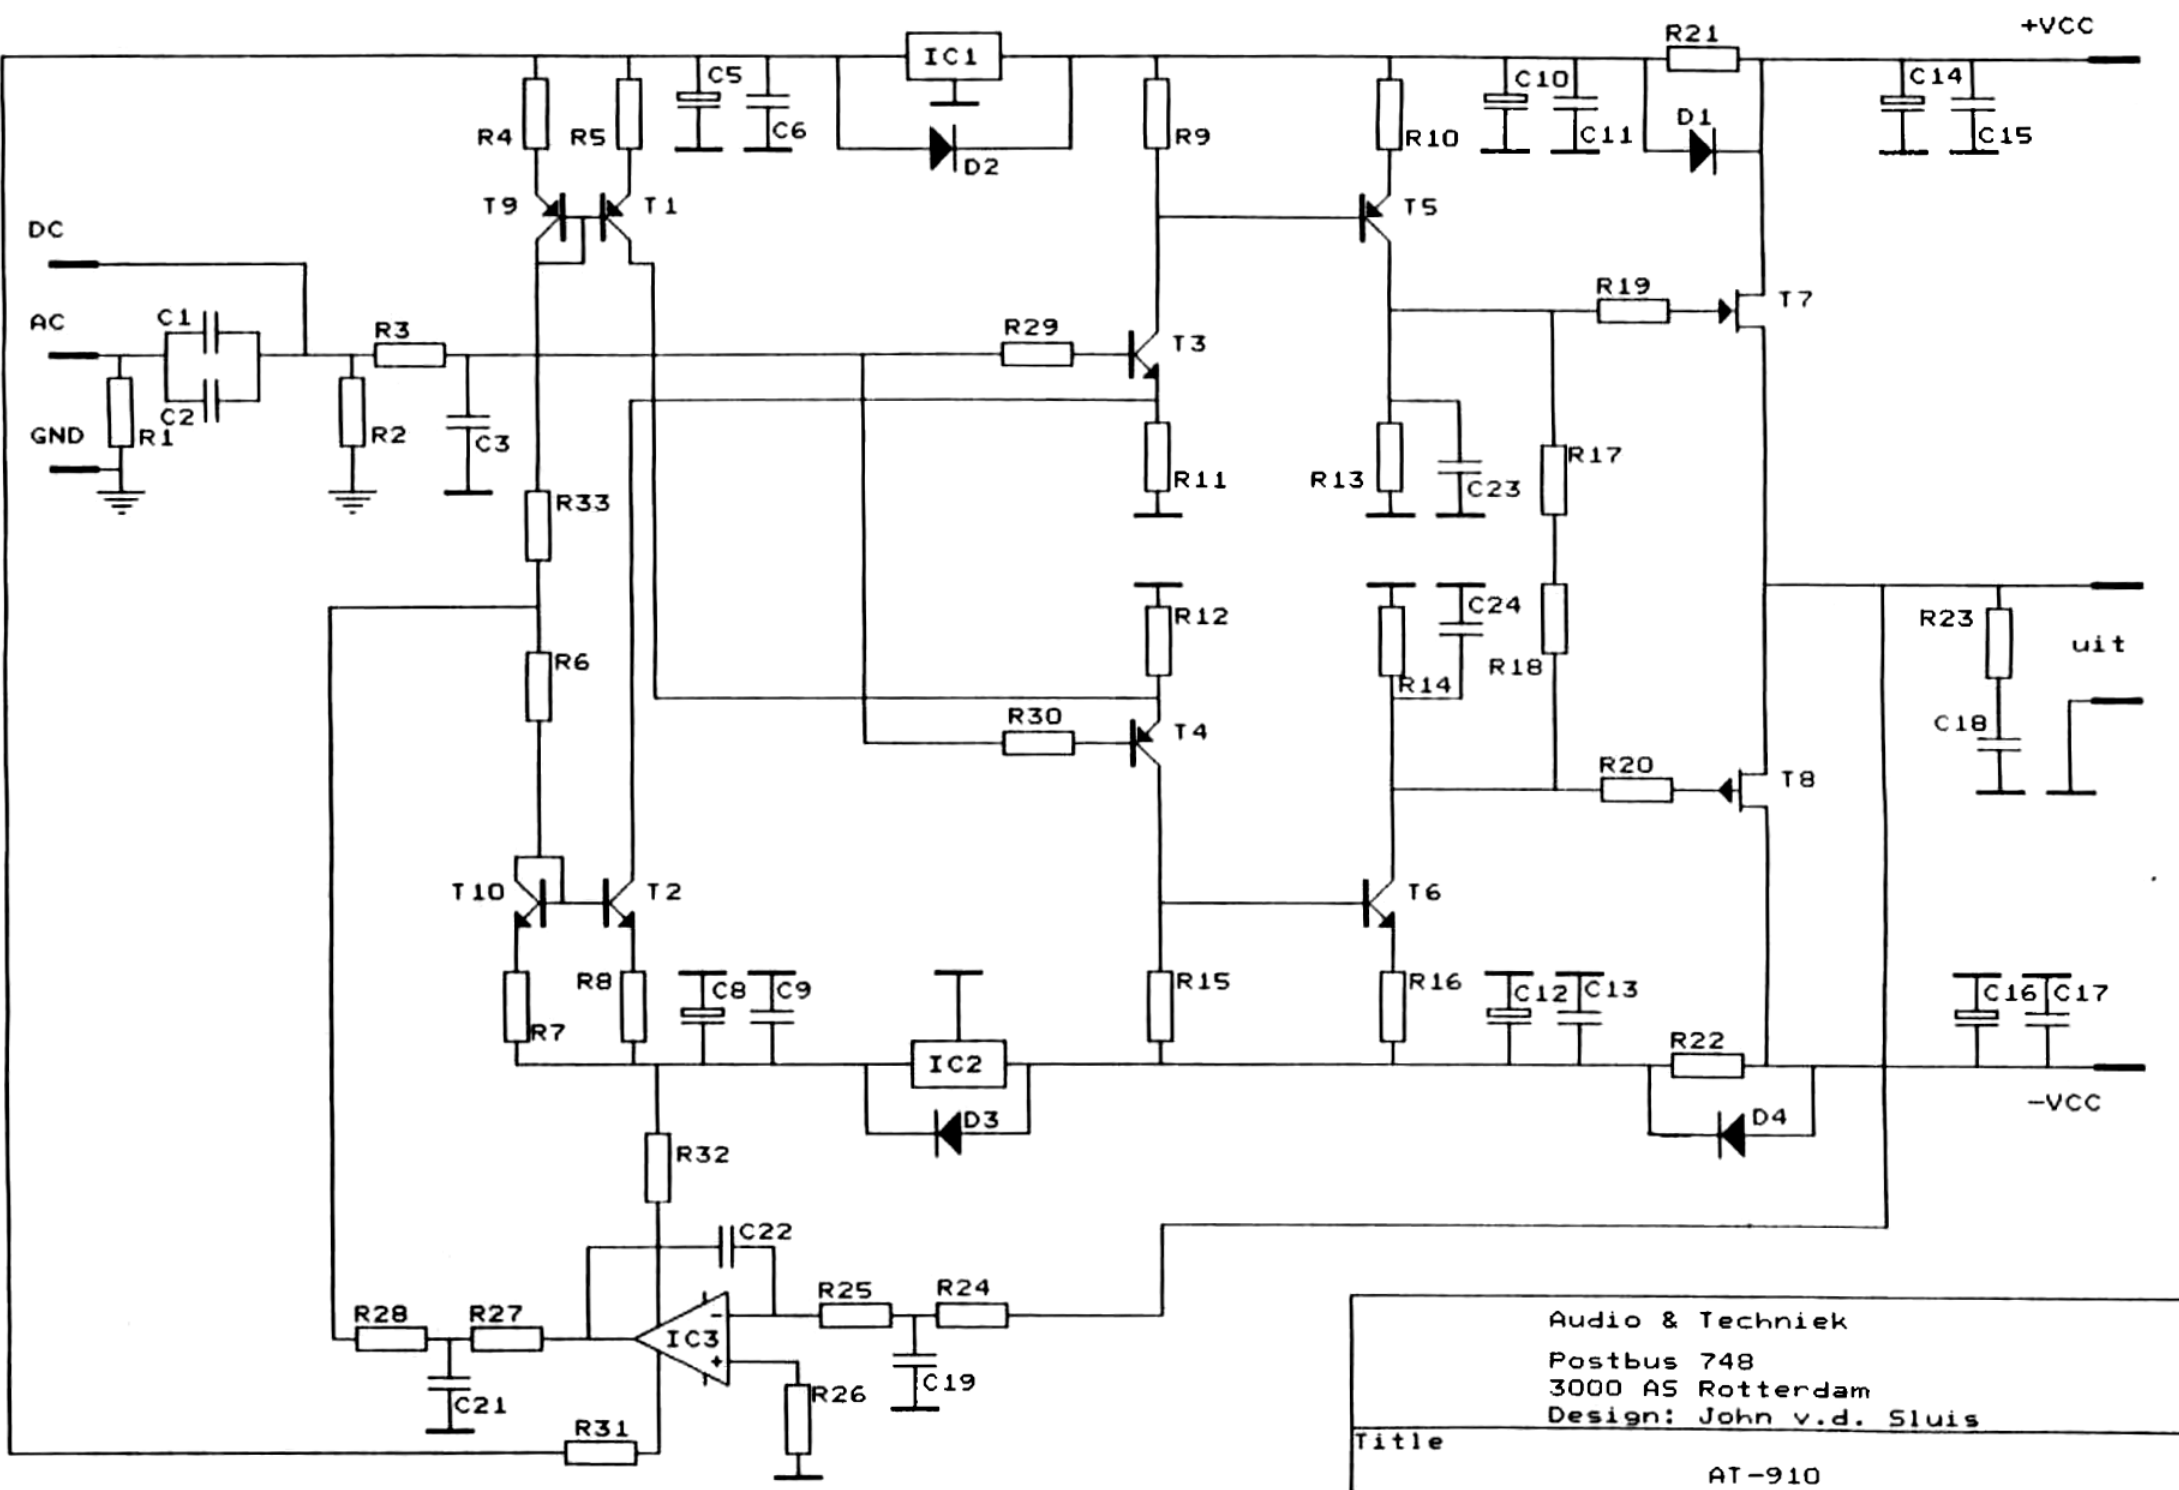 +VCC
R21
IC1
C5
C6
C10
C11
C14
C15
R4
R5
D2
R9
R10
D1
T9
T1
T5
DC
AC
C1
R3
R29
T3
R19
T7
C2
GND
R1
R2
C3
R33
R11
R13
C23
R17
R6
R12
C24
R14
R18
R23
uit
R30
T4
C18
R20
T8
T10
T2
T6
R8
R7
C8
C9
IC2
R15
R16
C12
C13
R22
C16
C17
D3
D4
-VCC
R32
C22
R28
R27
IC3
-
+
R25
R24
C21
C19
R26
R31
Audio & Techniek
Postbus 748
3000 AS Rotterdam
Design: John v.d. Sluis
Title
AT-910